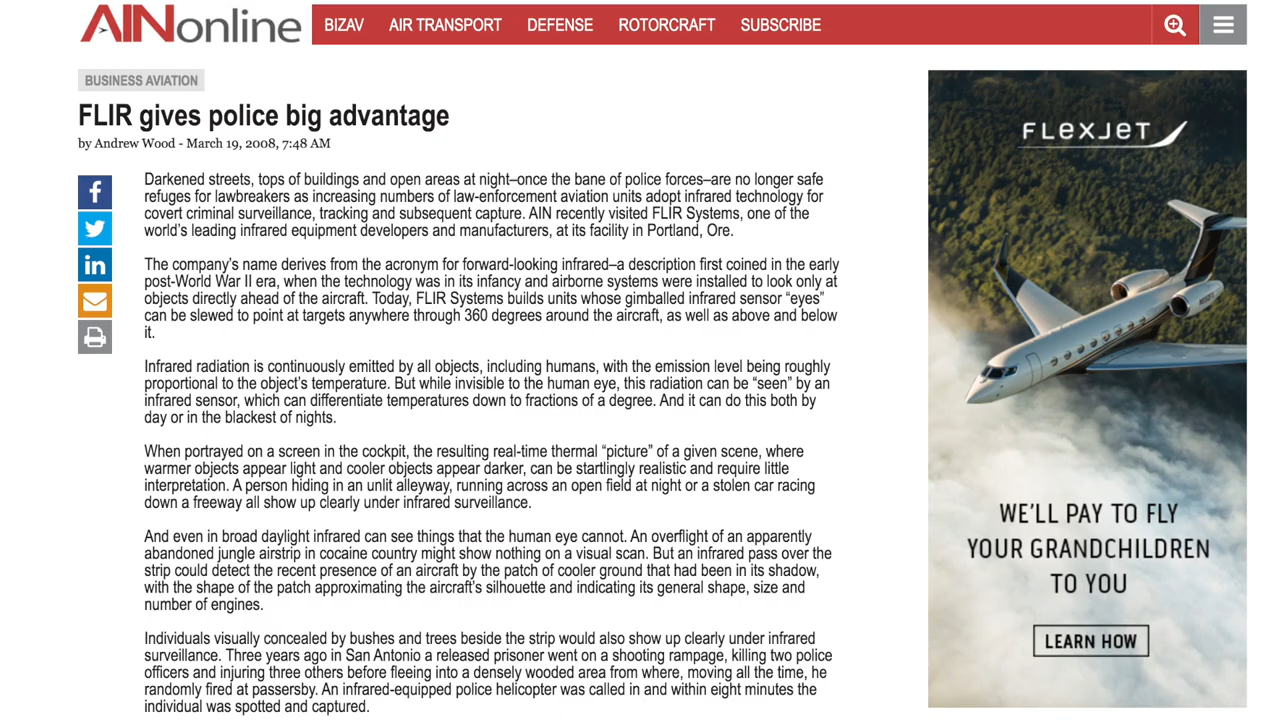 AINonline
BIZAV AIR TRANSPORT DEFENSE ROTORCRAFT SUBSCRIBE
BUSINESS AVIATION
FLIR gives police big advantage
by Andrew Wood - March 19, 2008, 7:48 AM
Darkened streets, tops of buildings and open areas at night–once the bane of police forces–are no longer safe
refuges for lawbreakers as increasing numbers of law-enforcement aviation units adopt infrared technology for
covert criminal surveillance, tracking and subsequent capture. AIN recently visited FLIR Systems, one of the
world's leading infrared equipment developers and manufacturers, at its facility in Portland, Ore.
The company's name derives from the acronym for forward-looking infrared–a description first coined in the early
post-World War II era, when the technology was in its infancy and airborne systems were installed to look only at
objects directly ahead of the aircraft. Today, FLIR Systems builds units whose gimballed infrared sensor “eyes”
can be slewed to point at targets anywhere through 360 degrees around the aircraft, as well as above and below
it.
Infrared radiation is continuously emitted by all objects, including humans, with the emission level being roughly
proportional to the object's temperature. But while invisible to the human eye, this radiation can be “seen” by an
infrared sensor, which can differentiate temperatures down to fractions of a degree. And it can do this both by
day or in the blackest of nights.
When portrayed on a screen in the cockpit, the resulting real-time thermal “picture” of a given scene, where
warmer objects appear light and cooler objects appear darker, can be startlingly realistic and require little
interpretation. A person hiding in an unlit alleyway, running across an open field at night or a stolen car racing
down a freeway all show up clearly under infrared surveillance.
And even in broad daylight infrared can see things that the human eye cannot. An overflight of an apparently
abandoned jungle airstrip in cocaine country might show nothing on a visual scan. But an infrared pass over the
strip could detect the recent presence of an aircraft by the patch of cooler ground that had been in its shadow,
with the shape of the patch approximating the aircraft's silhouette and indicating its general shape, size and
number of engines.
Individuals visually concealed by bushes and trees beside the strip would also show up clearly under infrared
surveillance. Three years ago in San Antonio a released prisoner went on a shooting rampage, killing two police
officers and injuring three others before fleeing into a densely wooded area from where, moving all the time, he
randomly fired at passersby. An infrared-equipped police helicopter was called in and within eight minutes the
individual was spotted and captured.
FLEXJET
WE'LL PAY TO FLY
YOUR GRANDCHILDREN
TO YOU
LEARN HOW